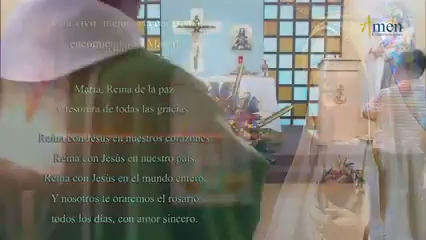 Amén
María, Reina de la paz
y tesorera de todas las gracias.
Reina con Jesús en nuestros corazones.
Reina con Jesús en nuestro país.
Reina con Jesús en el mundo entero.
Y nosotros te oraremos el rosario
todos los días, con amor sincero.